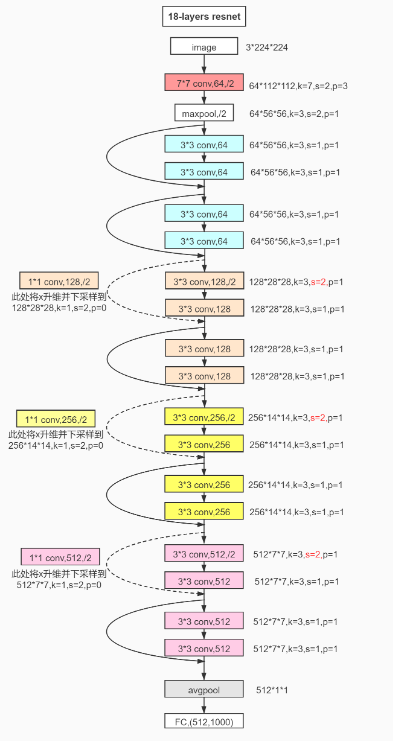 18-layers resnet
image
3*224*224
7*7 conv,64,/2
64*112*112,k=7,s=2,p=3
maxpool,/2
64*56*56,k=3,s=2,p=1
3*3 conv,64
64*56*56,k=3,s=1,p=1
3*3 conv,64
64*56*56,k=3,s=1,p=1
3*3 conv,64
64*56*56,k=3,s=1,p=1
3*3 conv,64
64*56*56,k=3,s=1,p=1
1*1 conv,128,/2
此处将x升维并下采样到
128*28*28,k=1,s=2,p=0
3*3 conv,128,/2
128*28*28,k=3,s=2,p=1
3*3 conv,128
128*28*28,k=3,s=1,p=1
3*3 conv,128
128*28*28,k=3,s=1,p=1
3*3 conv,128
128*28*28,k=3,s=1,p=1
1*1 conv,256,/2
此处将x升维并下采样到
256*14*14,k=1,s=2,p=0
3*3 conv,256,/2
256*14*14,k=3,s=2,p=1
3*3 conv,256
256*14*14,k=3,s=1,p=1
3*3 conv,256
256*14*14,k=3,s=1,p=1
3*3 conv,256
256*14*14,k=3,s=1,p=1
1*1 conv,512,/2
此处将x升维并下采样到
512*7*7,k=1,s=2,p=0
3*3 conv,512,/2
512*7*7,k=3,s=2,p=1
3*3 conv,512
512*7*7,k=3,s=1,p=1
3*3 conv,512
512*7*7,k=3,s=1,p=1
3*3 conv,512
512*7*7,k=3,s=1,p=1
avgpool
512*1*1
FC,(512,1000)